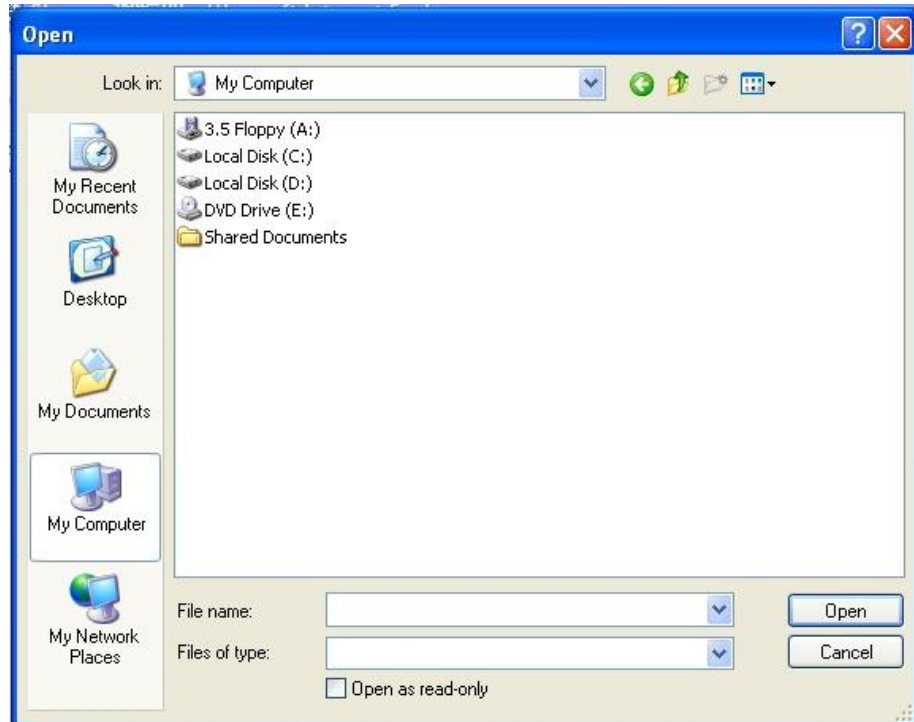 Open
Look in: My Computer
3.5 Floppy (A:)
Local Disk (C:)
Local Disk (D:)
DVD Drive (E:)
Shared Documents
My Recent
Documents
Desktop
My Documents
My Computer
My Network
Places
File name:
Open
Files of type:
Cancel
Open as read-only